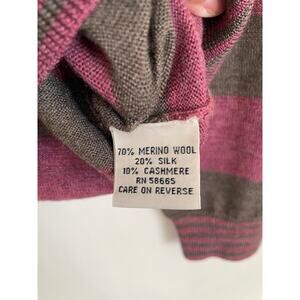 70% MERINO WOOL
20% SILK
10% CASHMERE
RN 58665
CARE ON REVERSE